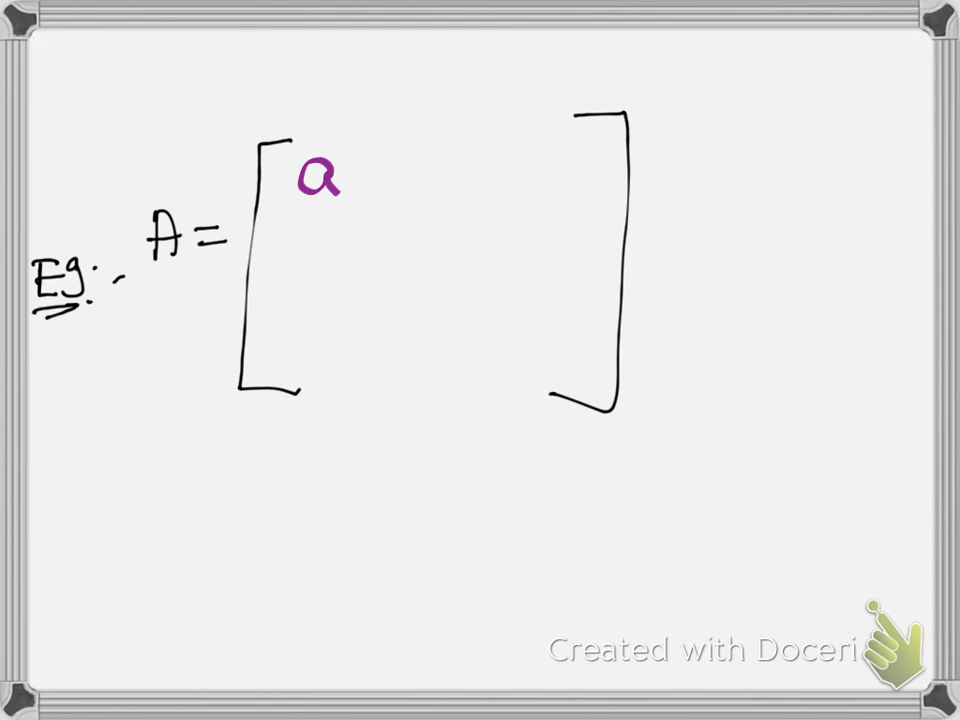 Eg:- A = [ a ]
Created with Doceri